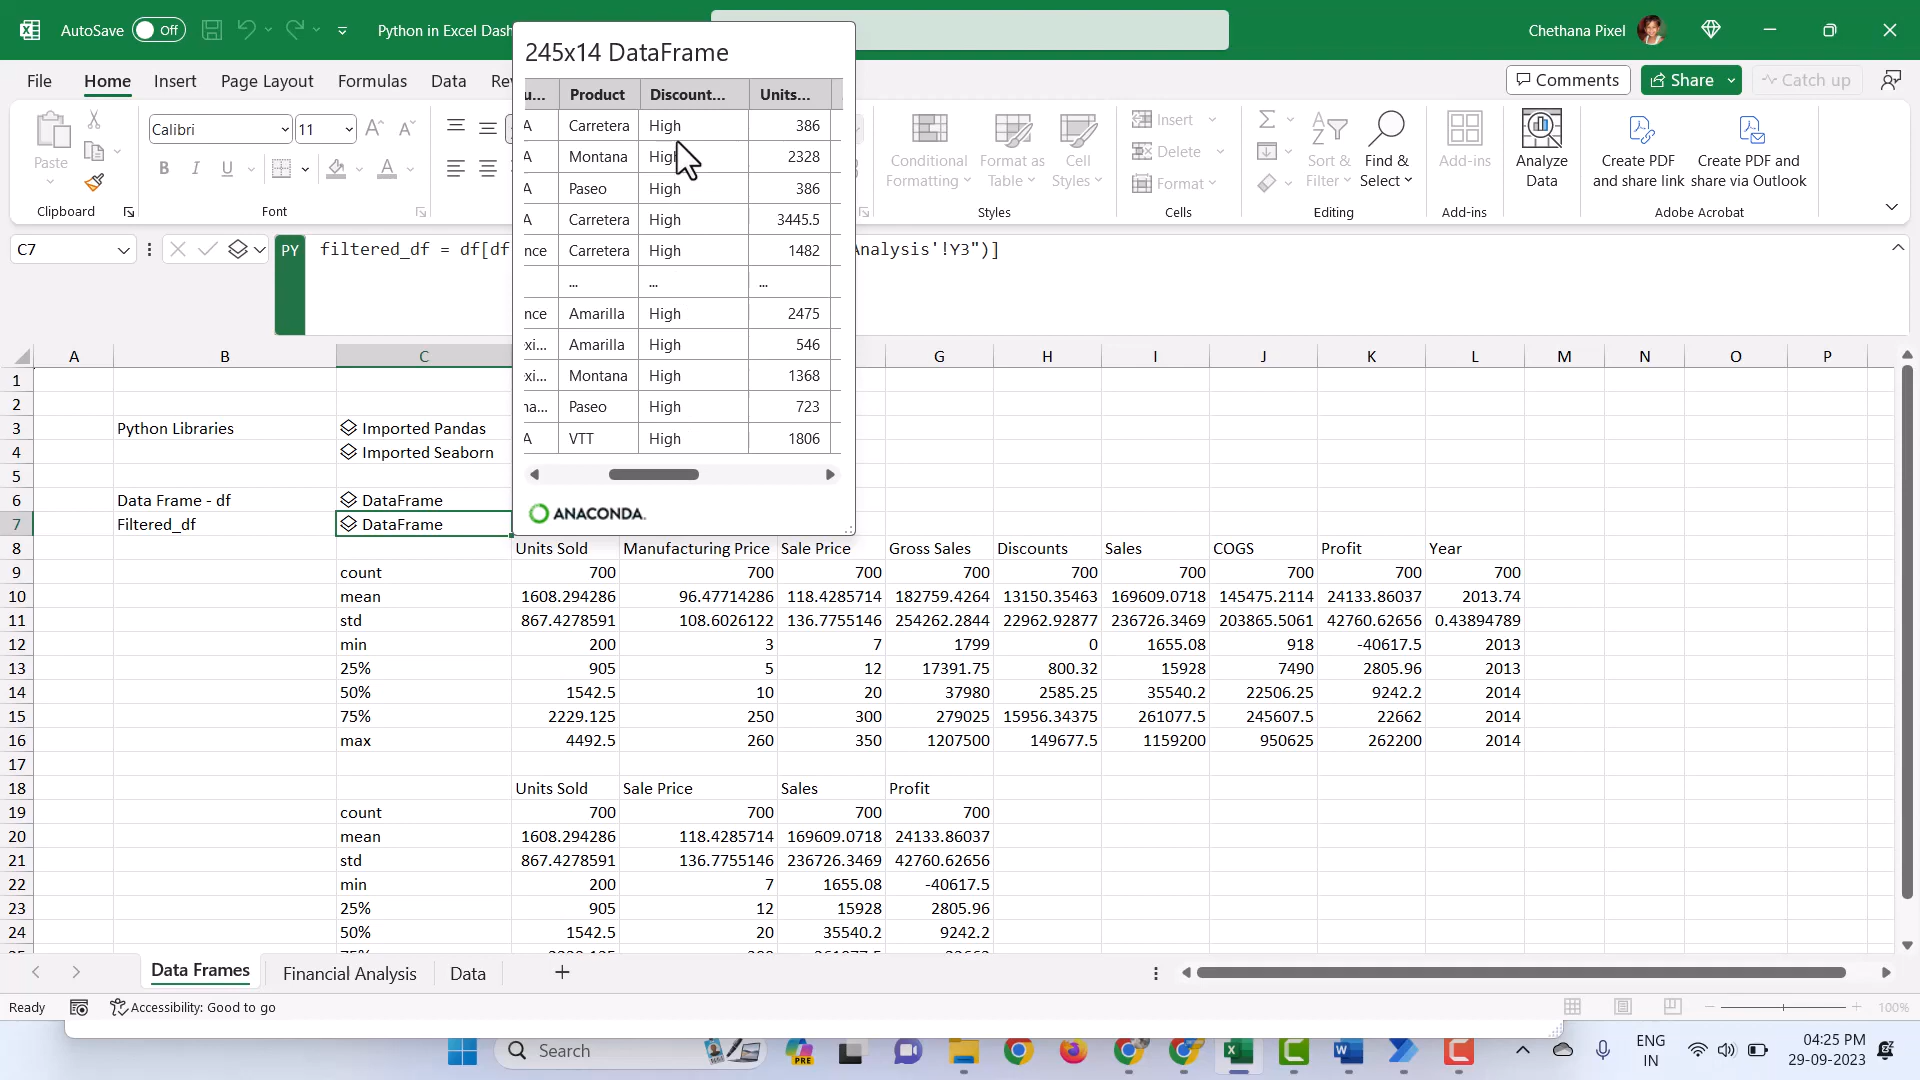 AutoSave Off Python in Excel Dash Chethana Pixel
File Home Insert Page Layout Formulas Data Re Comments Share Catch up
Paste Calibri 11 Conditional Formatting Format as Table Cell Styles Insert Delete Format Sort & Filter Find & Select Add-ins Analyze Data Create PDF and share link Create PDF and share via Outlook
Clipboard Font Styles Cells Editing Add-ins Adobe Acrobat
C7 PY filtered_df = df[df nalysis'!Y3")]
245x14 DataFrame
u... Product Discount... Units...
A Carretera High 386
A Montana High 2328
A Paseo High 386
A Carretera High 3445.5
nce Carretera High 1482
... ... ...
nce Amarilla High 2475
xi... Amarilla High 546
xi... Montana High 1368
na... Paseo High 723
A VTT High 1806
ANACONDA.
A B C G H I J K L M N O P
1
2
3 Python Libraries Imported Pandas
4 Imported Seaborn
5
6 Data Frame - df DataFrame
7 Filtered_df DataFrame
8 Units Sold Manufacturing Price Sale Price Gross Sales Discounts Sales COGS Profit Year
9 count 700 700 700 700 700 700 700 700 700
10 mean 1608.294286 96.47714286 118.4285714 182759.4264 13150.35463 169609.0718 145475.2114 24133.86037 2013.74
11 std 867.4278591 108.6026122 136.7755146 254262.2844 22962.92877 236726.3469 203865.5061 42760.62656 0.43894789
12 min 200 3 7 1799 0 1655.08 918 -40617.5 2013
13 25% 905 5 12 17391.75 800.32 15928 7490 2805.96 2013
14 50% 1542.5 10 20 37980 2585.25 35540.2 22506.25 9242.2 2014
15 75% 2229.125 250 300 279025 15956.34375 261077.5 245607.5 22662 2014
16 max 4492.5 260 350 1207500 149677.5 1159200 950625 262200 2014
17
18 Units Sold Sale Price Sales Profit
19 count 700 700 700 700
20 mean 1608.294286 118.4285714 169609.0718 24133.86037
21 std 867.4278591 136.7755146 236726.3469 42760.62656
22 min 200 7 1655.08 -40617.5
23 25% 905 12 15928 2805.96
24 50% 1542.5 20 35540.2 9242.2
Data Frames Financial Analysis Data
Ready Accessibility: Good to go 100%
Search PRE ENG IN 04:25 PM 29-09-2023